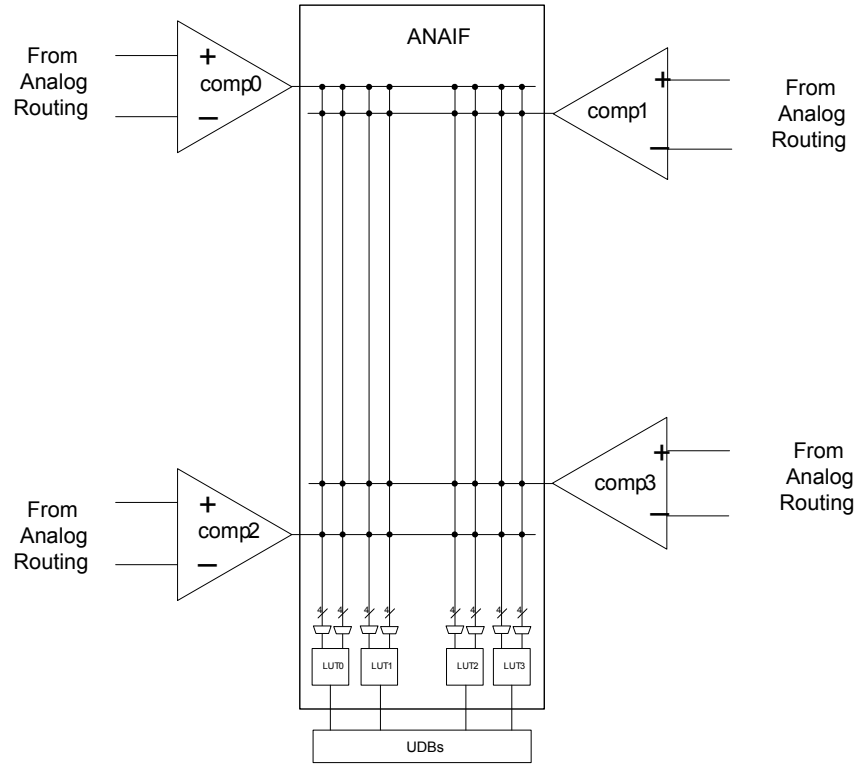 ANAIF
From
Analog
Routing
+
comp0
−
From
Analog
Routing
+
comp1
−
From
Analog
Routing
+
comp2
−
From
Analog
Routing
+
comp3
−
4 4 4 4 4 4 4 4
LUT0 LUT1 LUT2 LUT3
UDBs